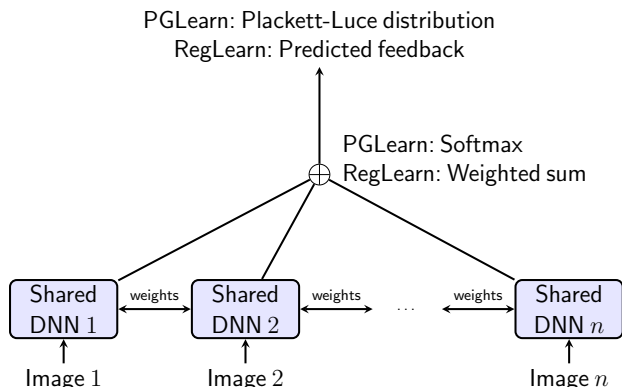 PGLearn: Plackett-Luce distribution
RegLearn: Predicted feedback
PGLearn: Softmax
RegLearn: Weighted sum
Shared DNN 1
weights
Shared DNN 2
weights
...
weights
Shared DNN n
Image 1
Image 2
Image n